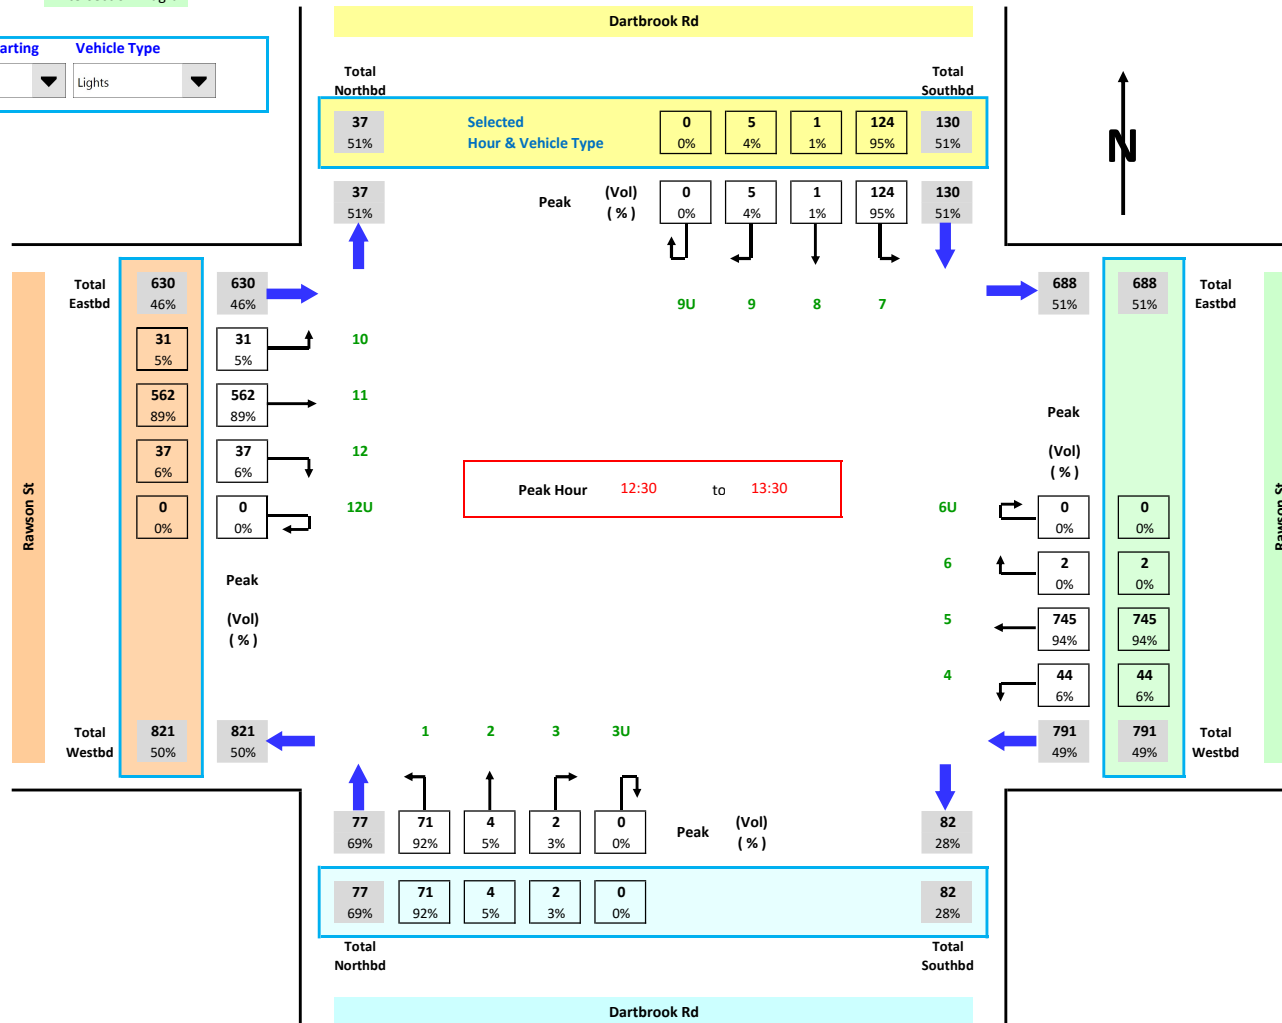 Dartbrook Rd
arting Vehicle Type
Lights
Total Northbd
Total Southbd
37 Selected 0 5 1 124 130
51% Hour & Vehicle Type 0% 4% 1% 95% 51%
37 Peak (Vol) 0 5 1 124 130
51% ( % ) 0% 4% 1% 95% 51%
N
9U 9 8 7
Total Eastbd
630 630
46% 46%
31 31 10
5% 5%
562 562 11
89% 89%
37 37 12
6% 6%
0 0 12U
0% 0%
Peak
(Vol)
( % )
Rawson St
Total Westbd
821 821
50% 50%
Peak Hour 12:30 to 13:30
688 688
51% 51%
Total Eastbd
Peak
(Vol)
( % )
6U 0 0
0% 0%
6 2 2
0% 0%
5 745 745
94% 94%
4 44 44
6% 6%
791 791
49% 49%
Total Westbd
Rawson St
1 2 3 3U
77 71 4 2 0 Peak (Vol) 82
69% 92% 5% 3% 0% ( % ) 28%
77 71 4 2 0 82
69% 92% 5% 3% 0% 28%
Total Northbd
Total Southbd
Dartbrook Rd